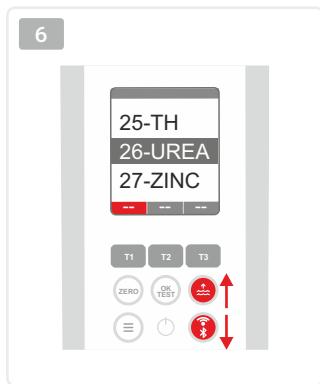 6
25-TH
26-UREA
27-ZINC
-- -- --
T1 T2 T3
ZERO OK TEST